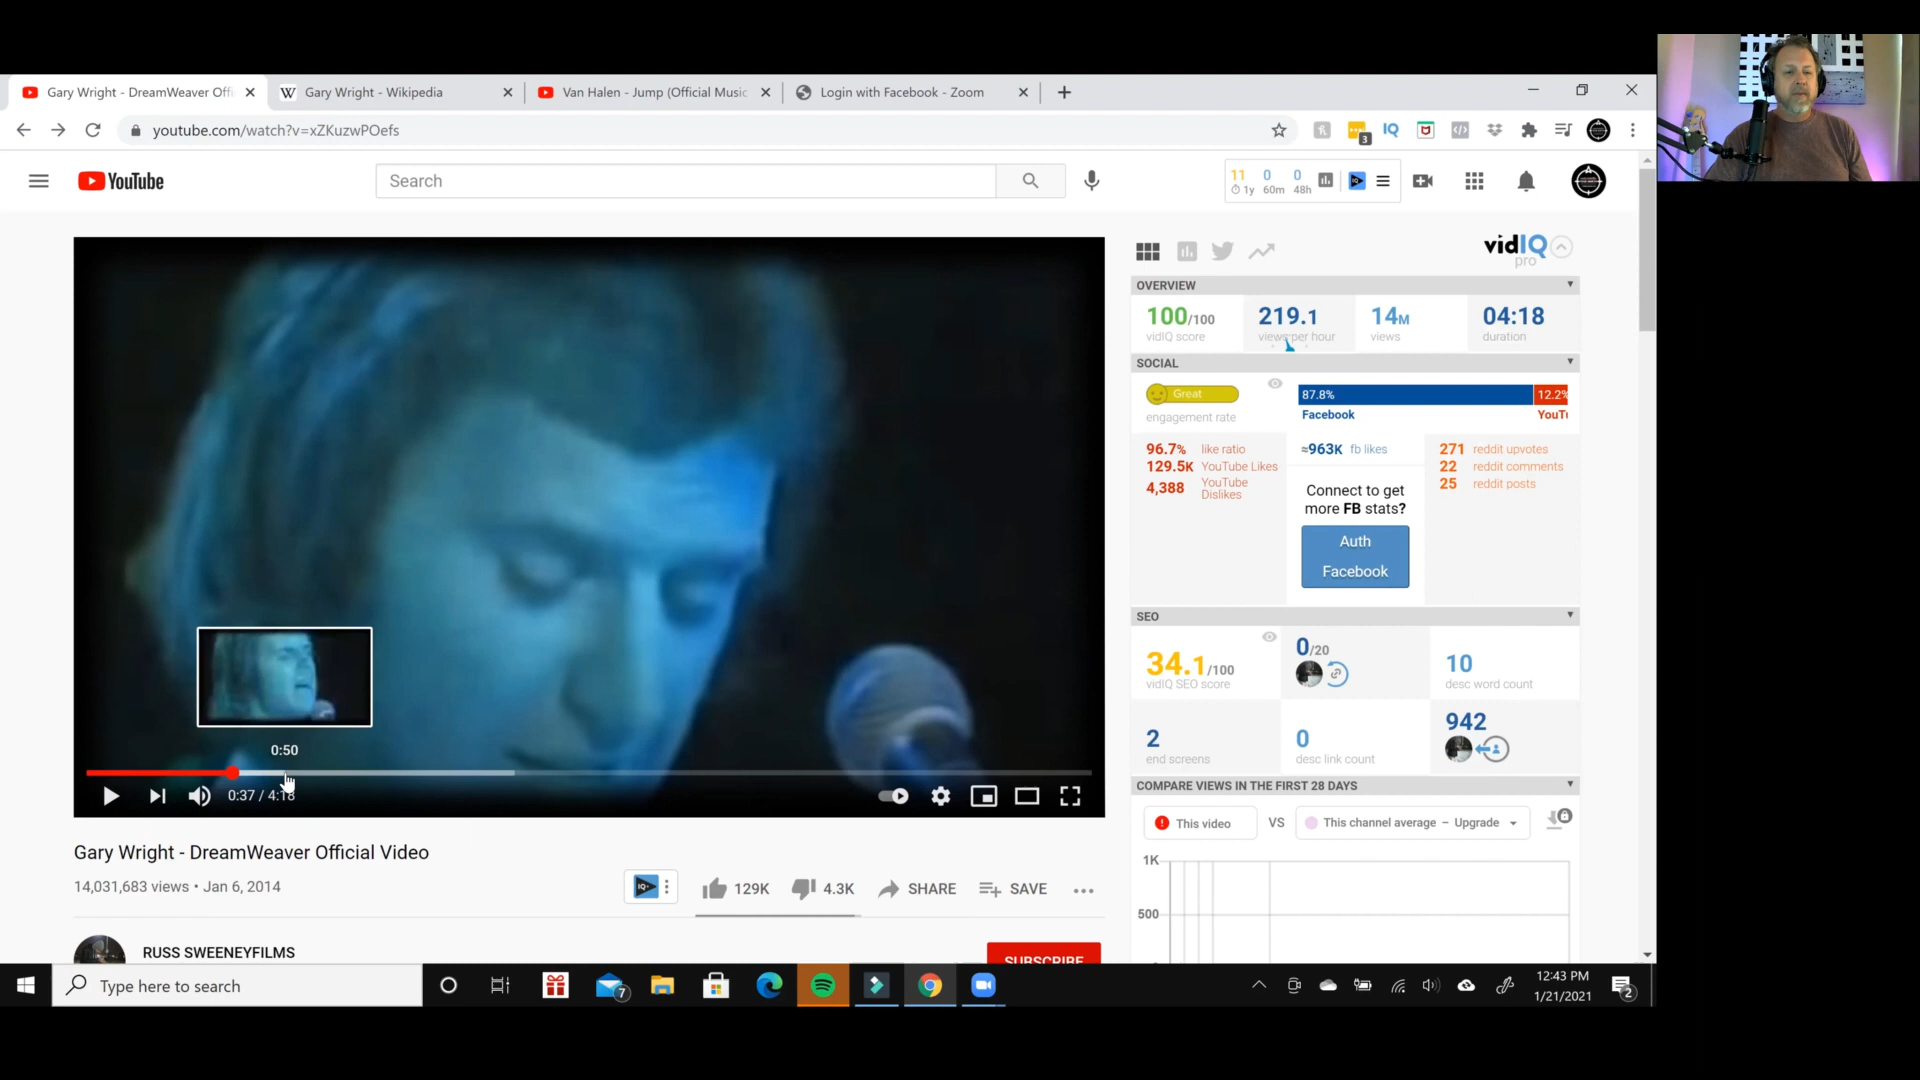 Gary Wright - DreamWeaver Offi
Gary Wright - Wikipedia
Van Halen - Jump (Official Music
Login with Facebook - Zoom
youtube.com/watch?v=xZKuzwPOefs
3
IQ
YouTube
Search
11 0 0
1y 60m 48h
vidIQ
pro
OVERVIEW
100/100
vidIQ score
219.1
views per hour
14M
views
04:18
duration
SOCIAL
Great
engagement rate
87.8%
12.2%
Facebook
YouTu
96.7% like ratio
129.5K YouTube Likes
4,388 YouTube
Dislikes
≈963K fb likes
Connect to get
more FB stats?
Auth
Facebook
271 reddit upvotes
22 reddit comments
25 reddit posts
SEO
34.1/100
vidIQ SEO score
0/20
10
desc word count
2
end screens
0
desc link count
942
COMPARE VIEWS IN THE FIRST 28 DAYS
This video
VS
This channel average – Upgrade
1K
500
0:50
0:37 / 4:18
Gary Wright - DreamWeaver Official Video
14,031,683 views • Jan 6, 2014
IQ
129K
4.3K
SHARE
SAVE
RUSS SWEENEYFILMS
SUBSCRIBE
Type here to search
7
12:43 PM
1/21/2021
2